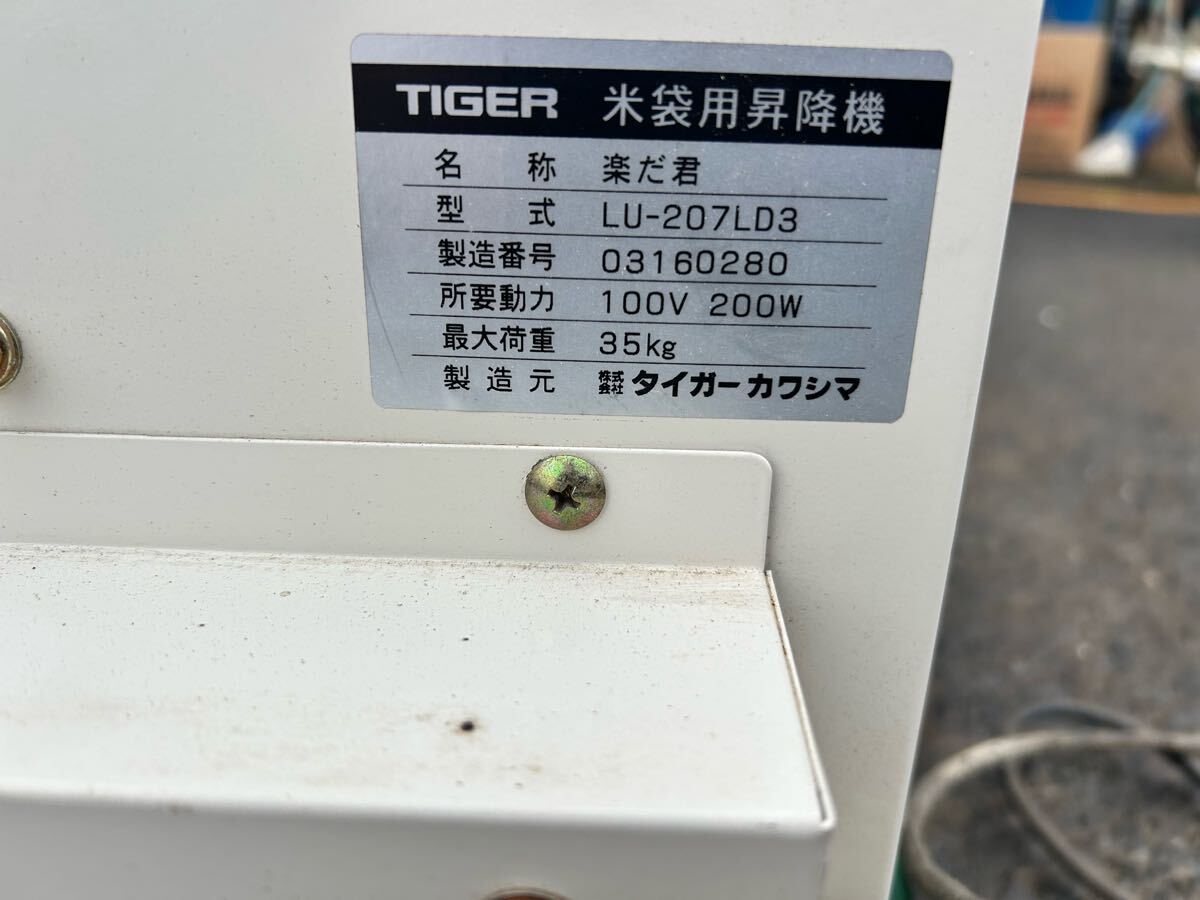 TIGER 米袋用昇降機
名称 楽だ君
型式 LU-207LD3
製造番号 03160280
所要動力 100V 200W
最大荷重 35kg
製造元 株式会社 タイガーカワシマ